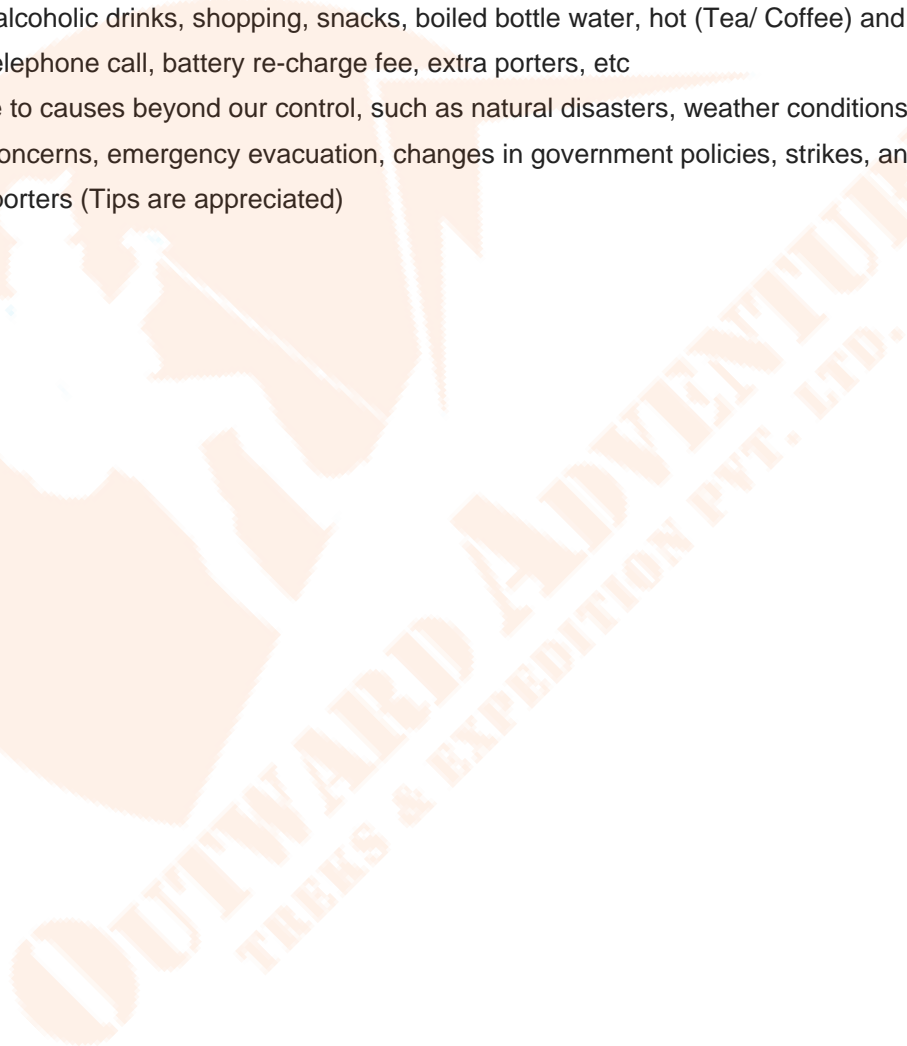 alcoholic drinks, shopping, snacks, boiled bottle water, hot (Tea/ Coffee) and
elephone call, battery re-charge fee, extra porters, etc
to causes beyond our control, such as natural disasters, weather conditions
oncerns, emergency evacuation, changes in government policies, strikes, an
porters (Tips are appreciated)
OUTWARD ADVENTUR
TREKS & EXPEDITION PVT. LTD.